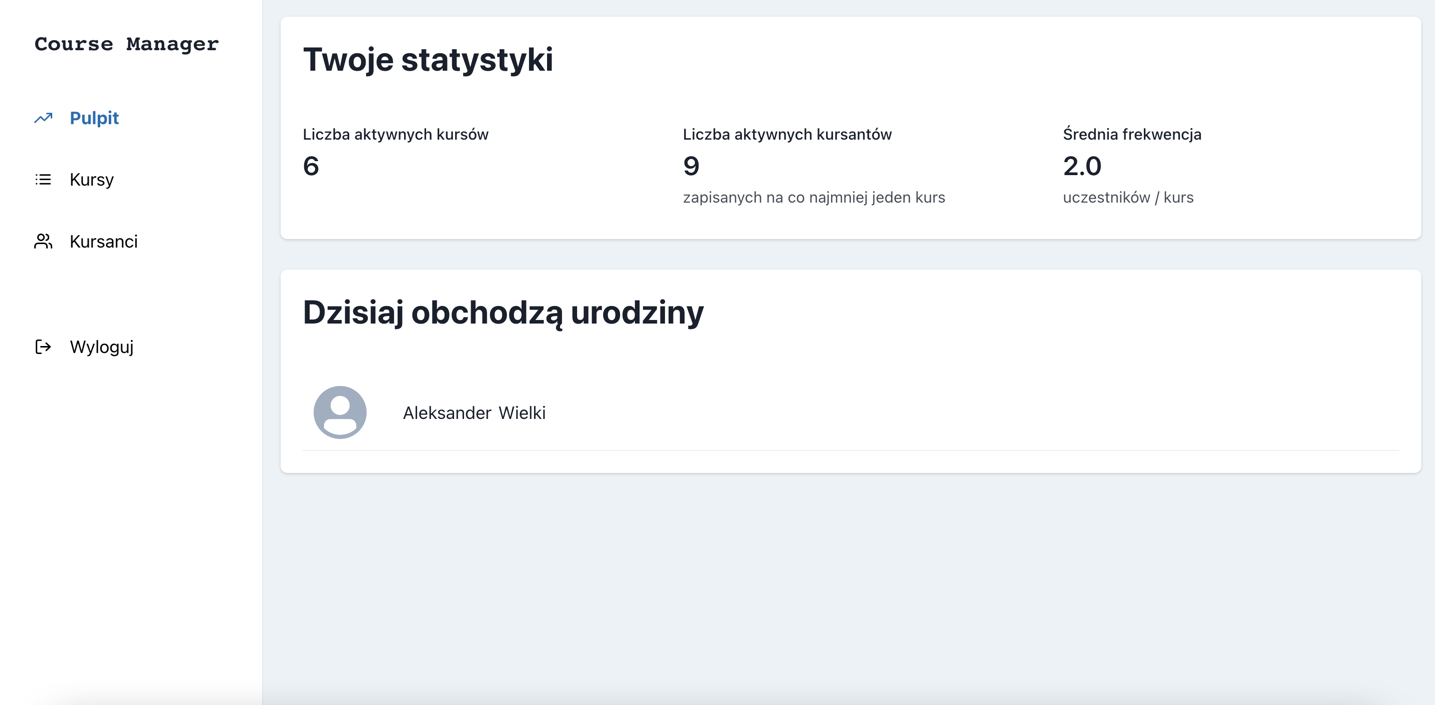 Course Manager
Pulpit
Kursy
Kursanci
Wyloguj
Twoje statystyki
Liczba aktywnych kursów
6
Liczba aktywnych kursantów
9
zapisanych na co najmniej jeden kurs
Średnia frekwencja
2.0
uczestników / kurs
Dzisiaj obchodzą urodziny
Aleksander Wielki